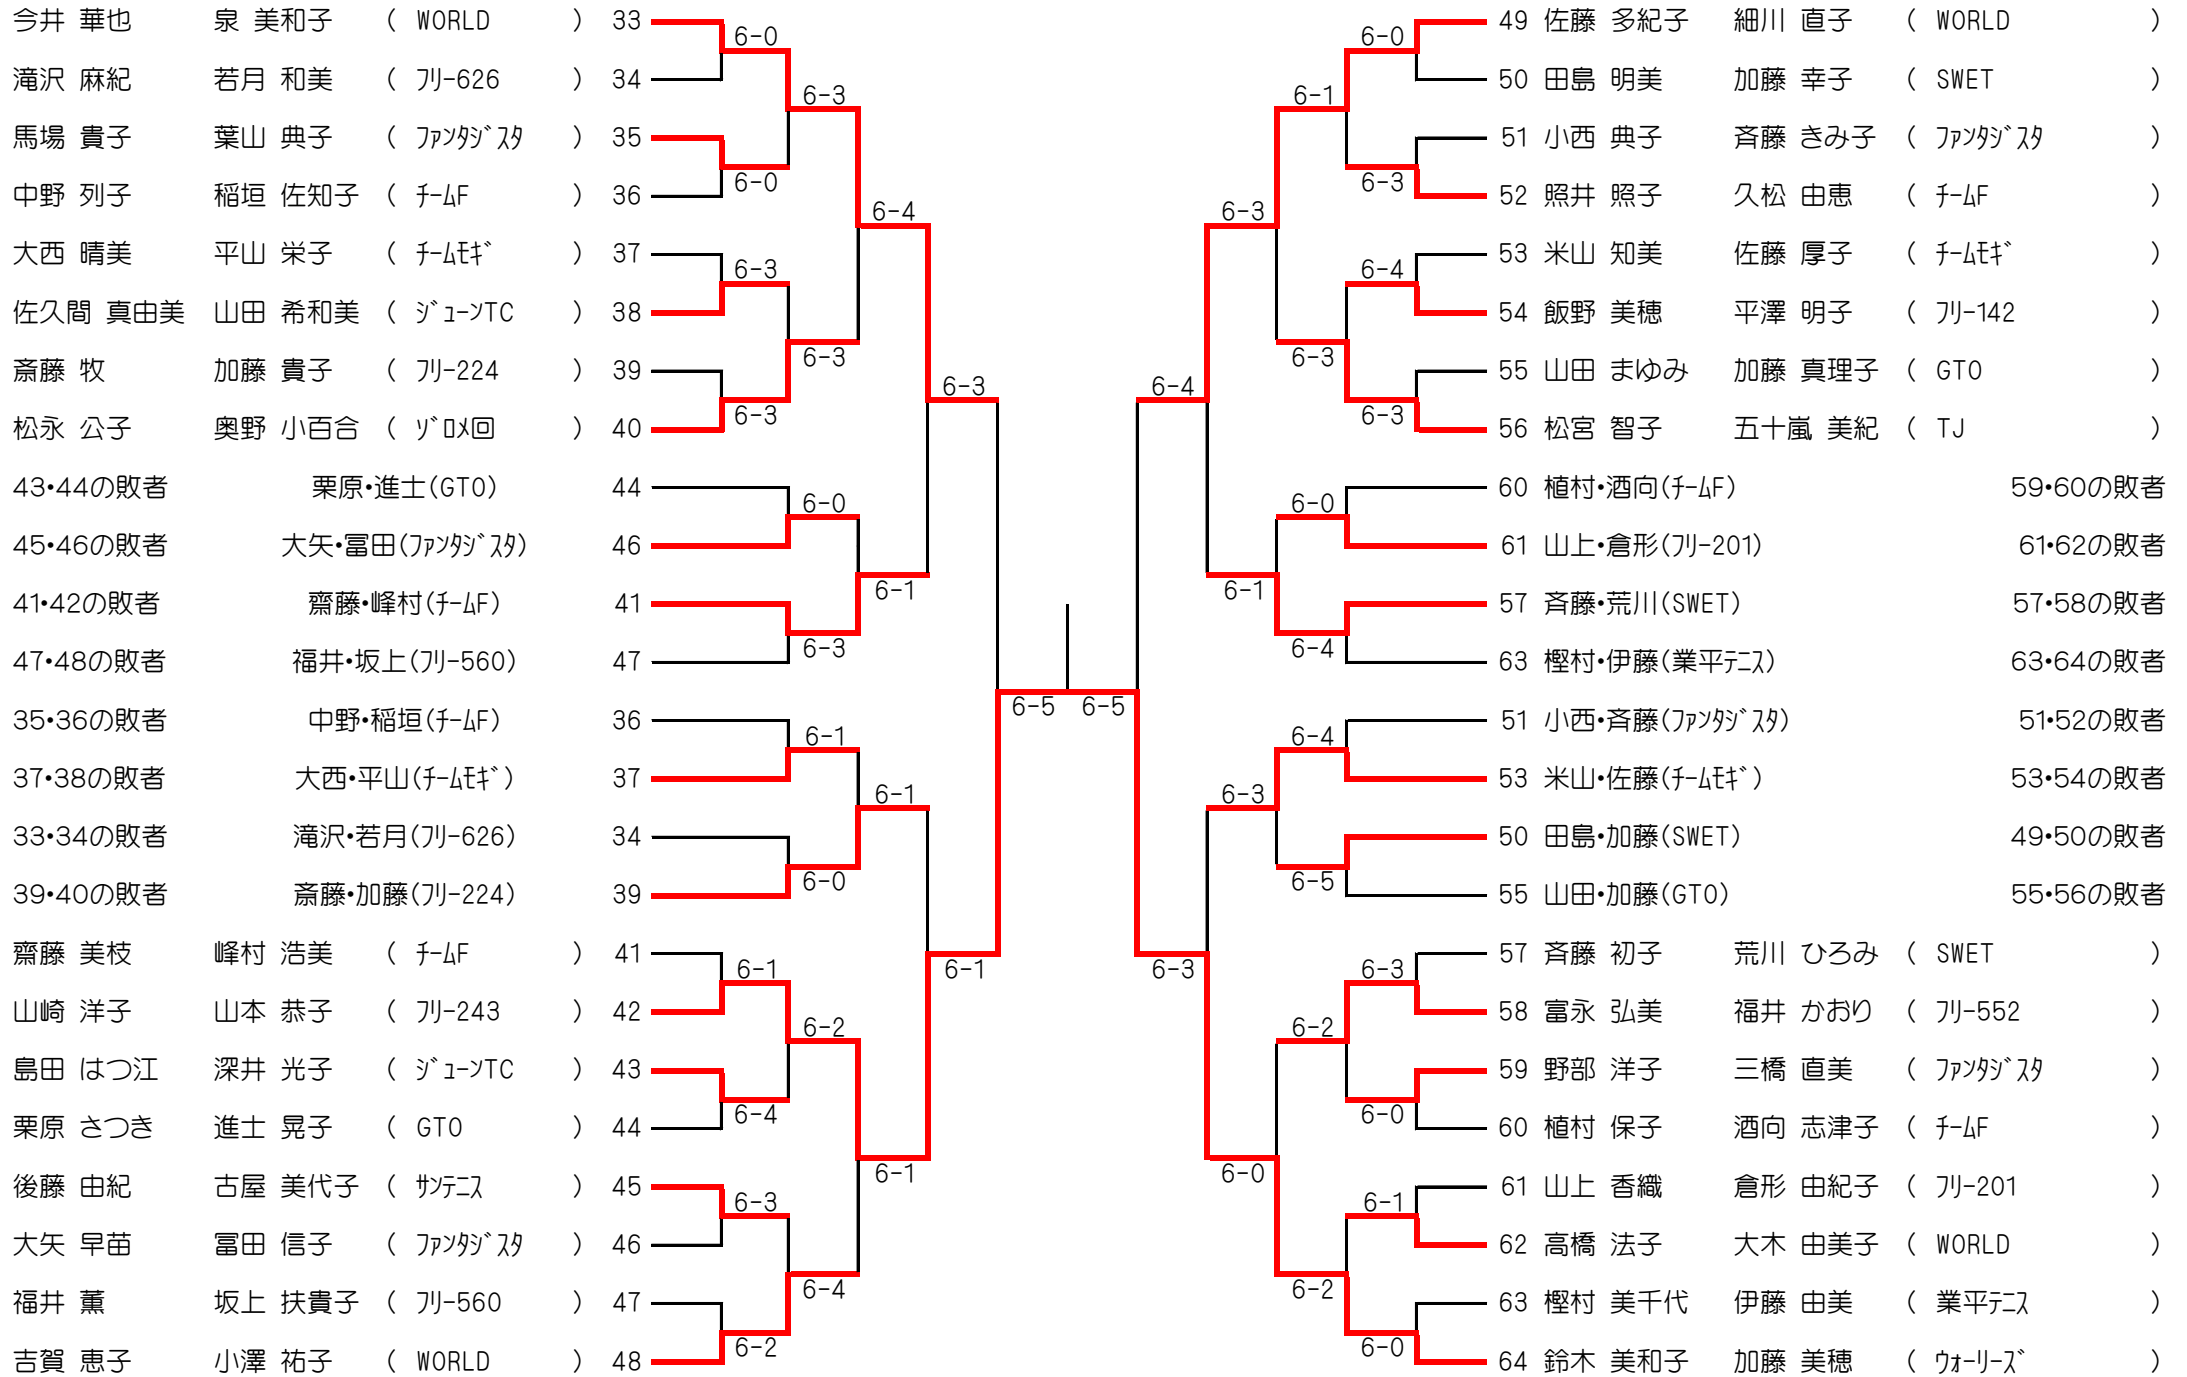 今井 華也 泉 美和子 ( WORLD ) 33 49 佐藤 多紀子 細川 直子 ( WORLD )
6-0 6-0
滝沢 麻紀 若月 和美 ( ﾌﾘｰ626 ) 34 50 田島 明美 加藤 幸子 ( SWET )
6-3 6-1
馬場 貴子 葉山 典子 ( ﾌｧﾝﾀｼﾞｽﾀ ) 35 51 小西 典子 斉藤 きみ子 ( ﾌｧﾝﾀｼﾞｽﾀ )
6-0 6-3
中野 列子 稲垣 佐知子 ( ﾁｰﾑF ) 36 52 照井 照子 久松 由恵 ( ﾁｰﾑF )
6-4 6-3
大西 晴美 平山 栄子 ( ﾁｰﾑﾓｷﾞ ) 37 53 米山 知美 佐藤 厚子 ( ﾁｰﾑﾓｷﾞ )
6-3 6-4
佐久間 真由美 山田 希和美 ( ｼﾞｭｰﾝTC ) 38 54 飯野 美穂 平澤 明子 ( ﾌﾘｰ142 )
6-3 6-3
斎藤 牧 加藤 貴子 ( ﾌﾘｰ224 ) 39 55 山田 まゆみ 加藤 真理子 ( GTO )
6-3 6-4
6-3 6-3
松永 公子 奥野 小百合 ( ｿﾞﾛﾒ回 ) 40 56 松宮 智子 五十嵐 美紀 ( TJ )
43・44の敗者 栗原・進士(GTO) 44 60 植村・酒向(ﾁｰﾑF) 59・60の敗者
6-0 6-0
45・46の敗者 大矢・冨田(ﾌｧﾝﾀｼﾞｽﾀ) 46 61 山上・倉形(ﾌﾘｰ201) 61・62の敗者
6-1 6-1
41・42の敗者 齋藤・峰村(ﾁｰﾑF) 41 57 斉藤・荒川(SWET) 57・58の敗者
6-3 6-4
47・48の敗者 福井・坂上(ﾌﾘｰ560) 47 63 樫村・伊藤(業平ﾃﾆｽ) 63・64の敗者
6-5 6-5
35・36の敗者 中野・稲垣(ﾁｰﾑF) 36 51 小西・斉藤(ﾌｧﾝﾀｼﾞｽﾀ) 51・52の敗者
6-1 6-4
37・38の敗者 大西・平山(ﾁｰﾑﾓｷﾞ) 37 53 米山・佐藤(ﾁｰﾑﾓｷﾞ) 53・54の敗者
6-1 6-3
33・34の敗者 滝沢・若月(ﾌﾘｰ626) 34 50 田島・加藤(SWET) 49・50の敗者
6-0 6-5
39・40の敗者 斎藤・加藤(ﾌﾘｰ224) 39 55 山田・加藤(GTO) 55・56の敗者
齋藤 美枝 峰村 浩美 ( ﾁｰﾑF ) 41 57 斉藤 初子 荒川 ひろみ ( SWET )
6-1 6-1 6-3 6-3
山崎 洋子 山本 恭子 ( ﾌﾘｰ243 ) 42 58 富永 弘美 福井 かおり ( ﾌﾘｰ552 )
6-2 6-2
島田 はつ江 深井 光子 ( ｼﾞｭｰﾝTC ) 43 59 野部 洋子 三橋 直美 ( ﾌｧﾝﾀｼﾞｽﾀ )
6-4 6-0
栗原 さつき 進士 晃子 ( GTO ) 44 60 植村 保子 酒向 志津子 ( ﾁｰﾑF )
6-1 6-0
後藤 由紀 古屋 美代子 ( ｻﾝﾃﾆｽ ) 45 61 山上 香織 倉形 由紀子 ( ﾌﾘｰ201 )
6-3 6-1
大矢 早苗 冨田 信子 ( ﾌｧﾝﾀｼﾞｽﾀ ) 46 62 高橋 法子 大木 由美子 ( WORLD )
6-4 6-2
福井 薫 坂上 扶貴子 ( ﾌﾘｰ560 ) 47 63 樫村 美千代 伊藤 由美 ( 業平ﾃﾆｽ )
6-2 6-0
吉賀 恵子 小澤 祐子 ( WORLD ) 48 64 鈴木 美和子 加藤 美穂 ( ｳｫｰﾘｰｽﾞ )